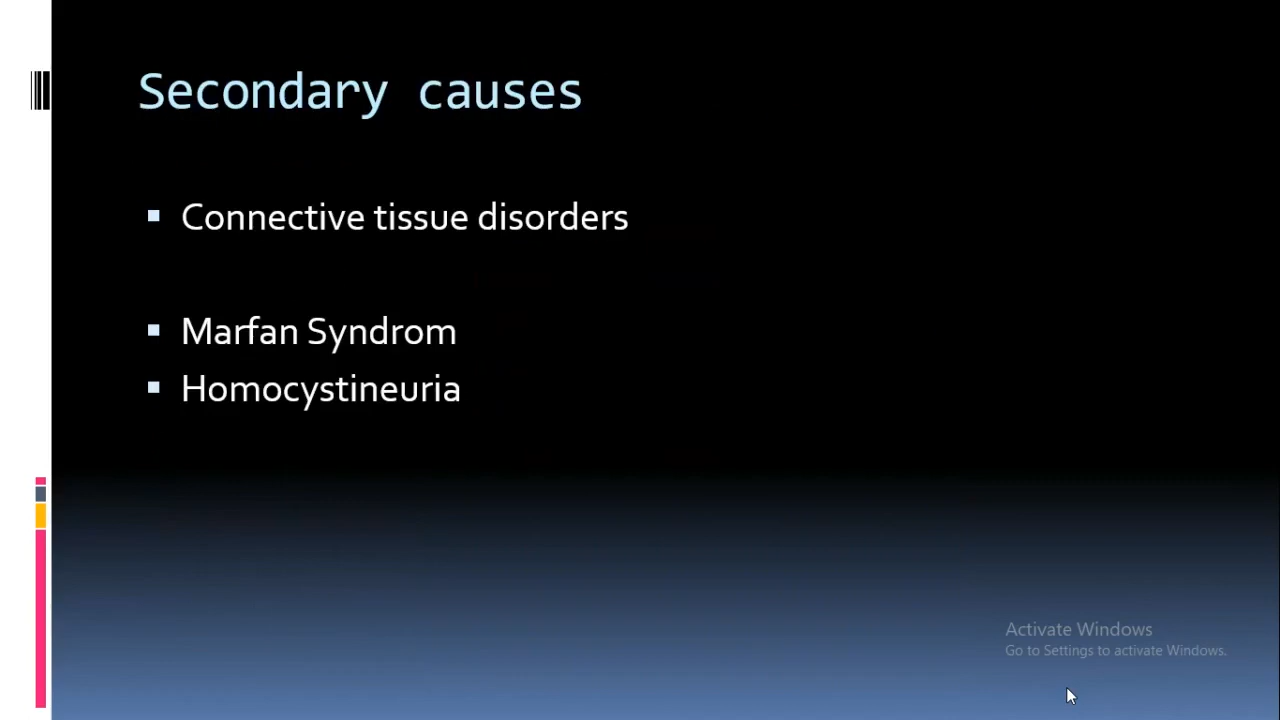 Secondary causes
Connective tissue disorders
Marfan Syndrom
Homocystineuria
Activate Windows
Go to Settings to activate Windows.